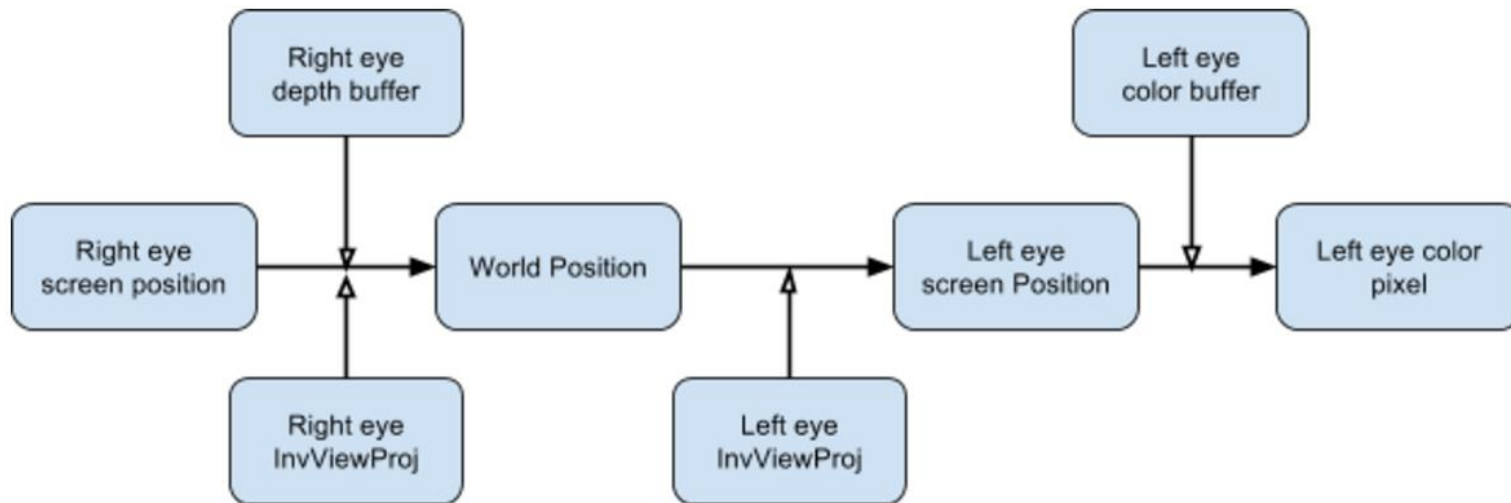 Right eye
depth buffer
Left eye
color buffer
Right eye
screen position
World Position
Left eye
screen Position
Left eye color
pixel
Right eye
InvViewProj
Left eye
InvViewProj